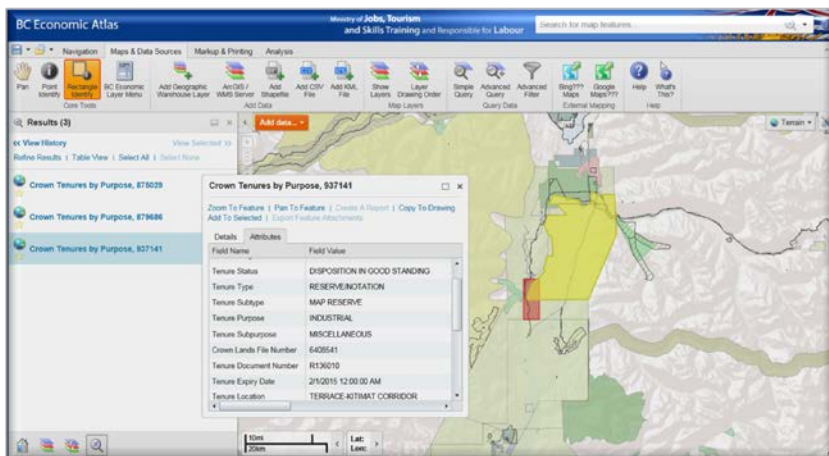 BC Economic Atlas
Ministry of Jobs, Tourism
and Skills Training and Responsible for Labour
Search for map features...
Navigation Maps & Data Sources Markup & Printing Analysis
Pan
Point Identify
Rectangle Identify
BC Economic Layer Menu
Add Geographic Warehouse Layer
ArcGIS / WMS Server
Add Shapefile
Add CSV File
Add KML File
Show Layers
Layer Drawing Order
Simple Query
Advanced Query
Advanced Filter
Bing??? Maps
Google Maps???
Help
What's This?
Core Tools Add Data Map Layers Query Data External Mapping Help
Results (3)
Add data...
Terrain
<< View History View Selected >>
Refine Results | Table View | Select All | Select None
Crown Tenures by Purpose, 875029
Crown Tenures by Purpose, 879686
Crown Tenures by Purpose, 937141
Crown Tenures by Purpose, 937141
Zoom To Feature | Pan To Feature | Create A Report | Copy To Drawing
Add To Selected | Export Feature Attachments
Details Attributes
Field Name Field Value
Tenure Status DISPOSITION IN GOOD STANDING
Tenure Type RESERVE/NOTATION
Tenure Subtype MAP RESERVE
Tenure Purpose INDUSTRIAL
Tenure Subpurpose MISCELLANEOUS
Crown Lands File Number 6408541
Tenure Document Number R136010
Tenure Expiry Date 2/1/2015 12:00:00 AM
Tenure Location TERRACE-KITIMAT CORRIDOR
10mi
20km
Lat:
Lon: